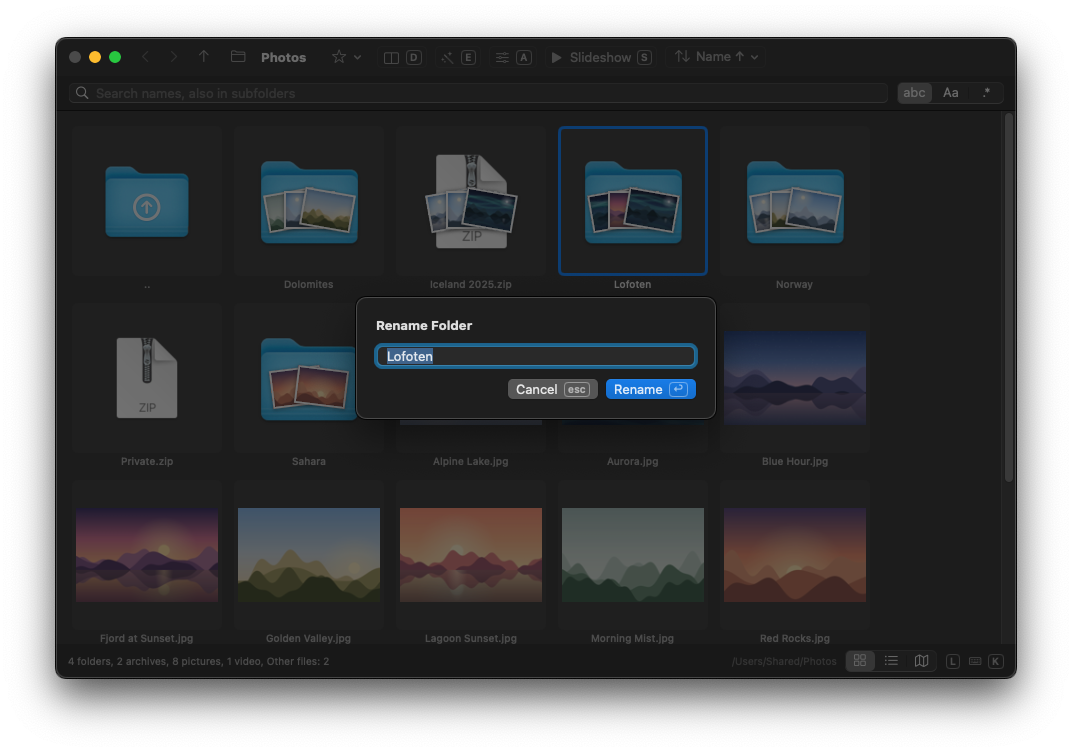 Photos
D
E
A
Slideshow S
Name
Search names, also in subfolders
abc
Aa
.*
..
Dolomites
ZIP
Iceland 2025.zip
Lofoten
Norway
Rename Folder
Lofoten
Cancel esc
Rename
ZIP
Private.zip
Sahara
Alpine Lake.jpg
Aurora.jpg
Blue Hour.jpg
Fjord at Sunset.jpg
Golden Valley.jpg
Lagoon Sunset.jpg
Morning Mist.jpg
Red Rocks.jpg
4 folders, 2 archives, 8 pictures, 1 video, Other files: 2
/Users/Shared/Photos
L
K